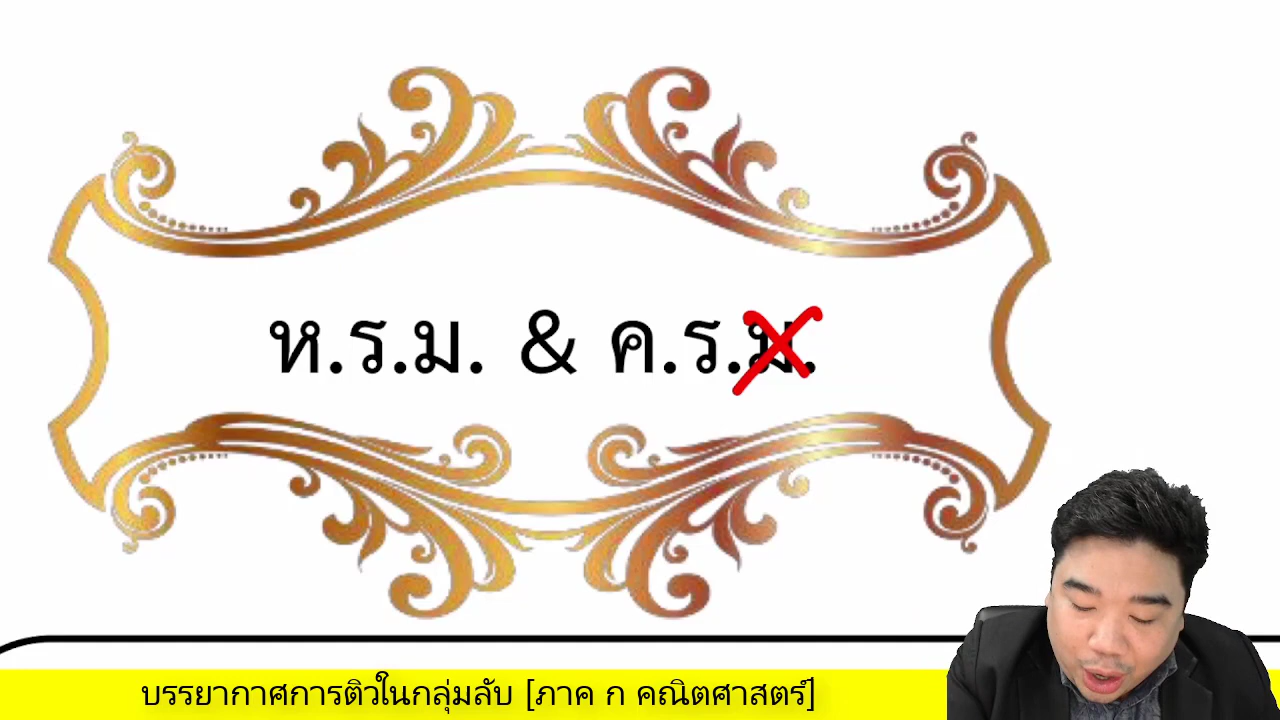 ห.ร.ม. & ค.ร.ม.
บรรยากาศการติวในกลุ่มลับ [ภาค ก คณิตศาสตร์]